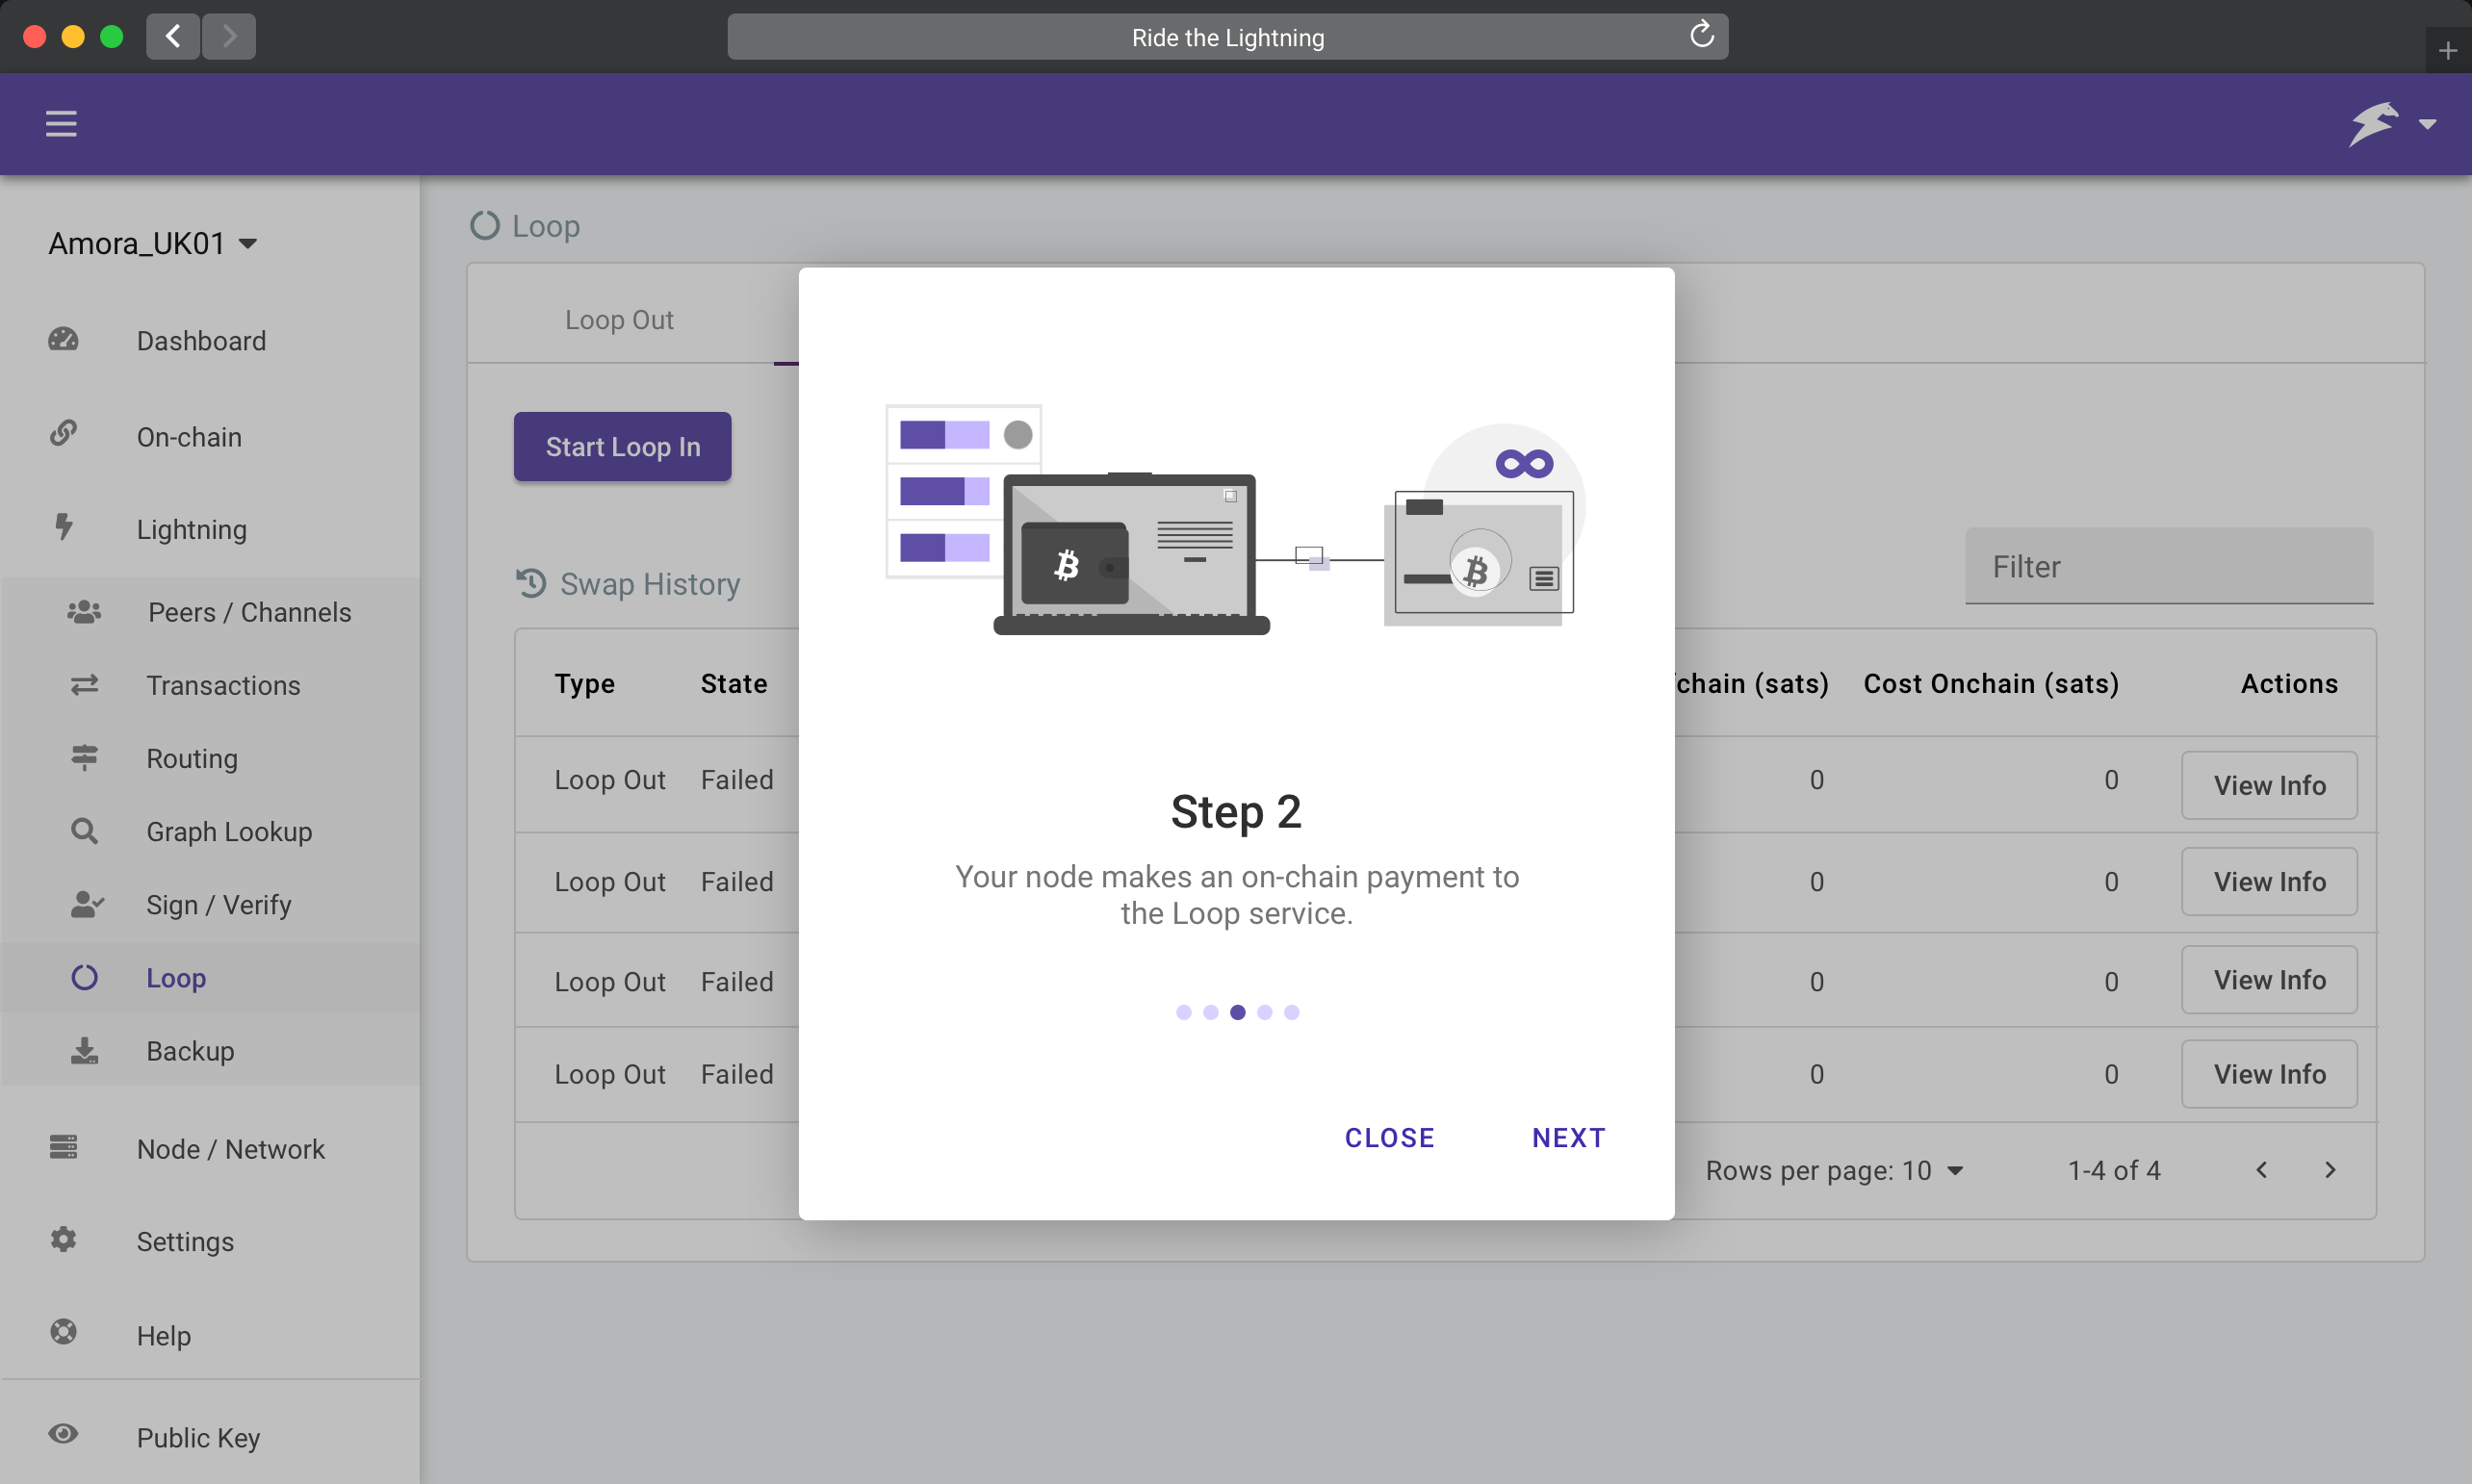 Ride the Lightning
Amora_UK01
Dashboard
On-chain
Lightning
Peers / Channels
Transactions
Routing
Graph Lookup
Sign / Verify
Loop
Backup
Node / Network
Settings
Help
Public Key
Loop
Loop Out
Start Loop In
Swap History
Filter
Type State chain (sats) Cost Onchain (sats) Actions
Loop Out Failed 0 0 View Info
Loop Out Failed 0 0 View Info
Loop Out Failed 0 0 View Info
Loop Out Failed 0 0 View Info
Rows per page: 10 1-4 of 4
Step 2
Your node makes an on-chain payment to
the Loop service.
CLOSE NEXT